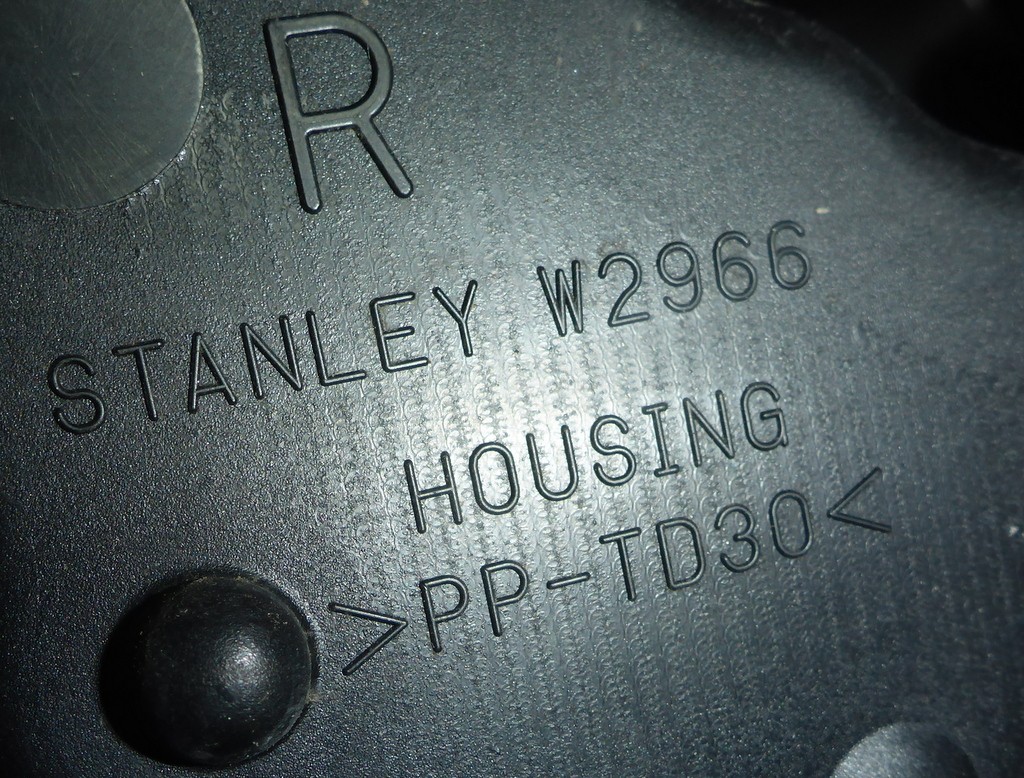 R
STANLEY W2966
HOUSING
>PP-TD30<